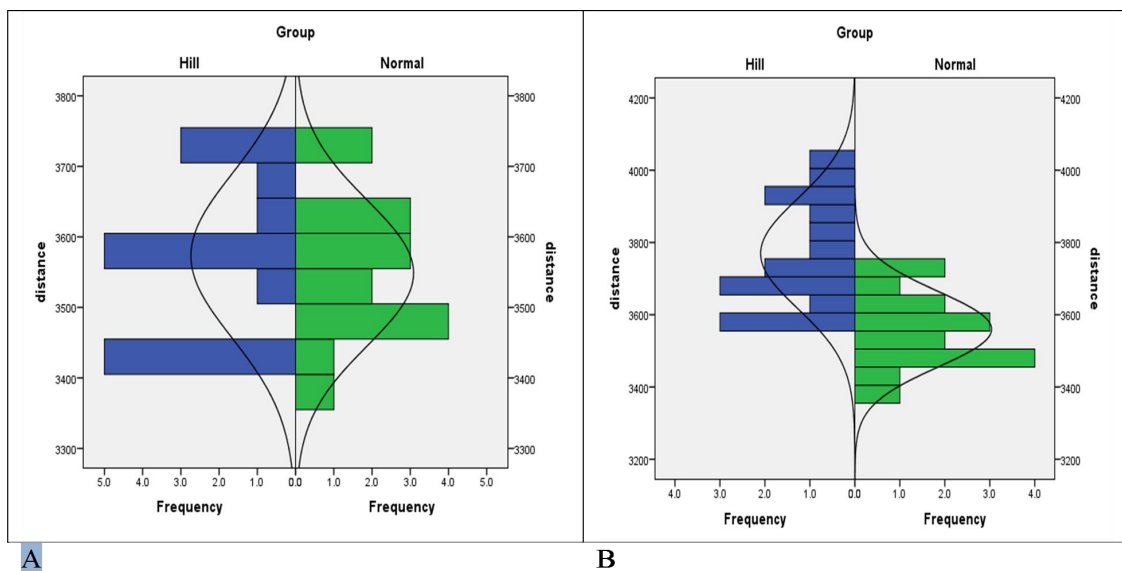 Group
Hill Normal
3800 3800
3700 3700
3600 3600
3500 3500
3400 3400
3300 3300
distance distance
5.0 4.0 3.0 2.0 1.0 0.0 0.0 1.0 2.0 3.0 4.0 5.0
Frequency Frequency
A
Group
Hill Normal
4200 4200
4000 4000
3800 3800
3600 3600
3400 3400
3200 3200
distance distance
4.0 3.0 2.0 1.0 0.0 0.0 1.0 2.0 3.0 4.0
Frequency Frequency
B